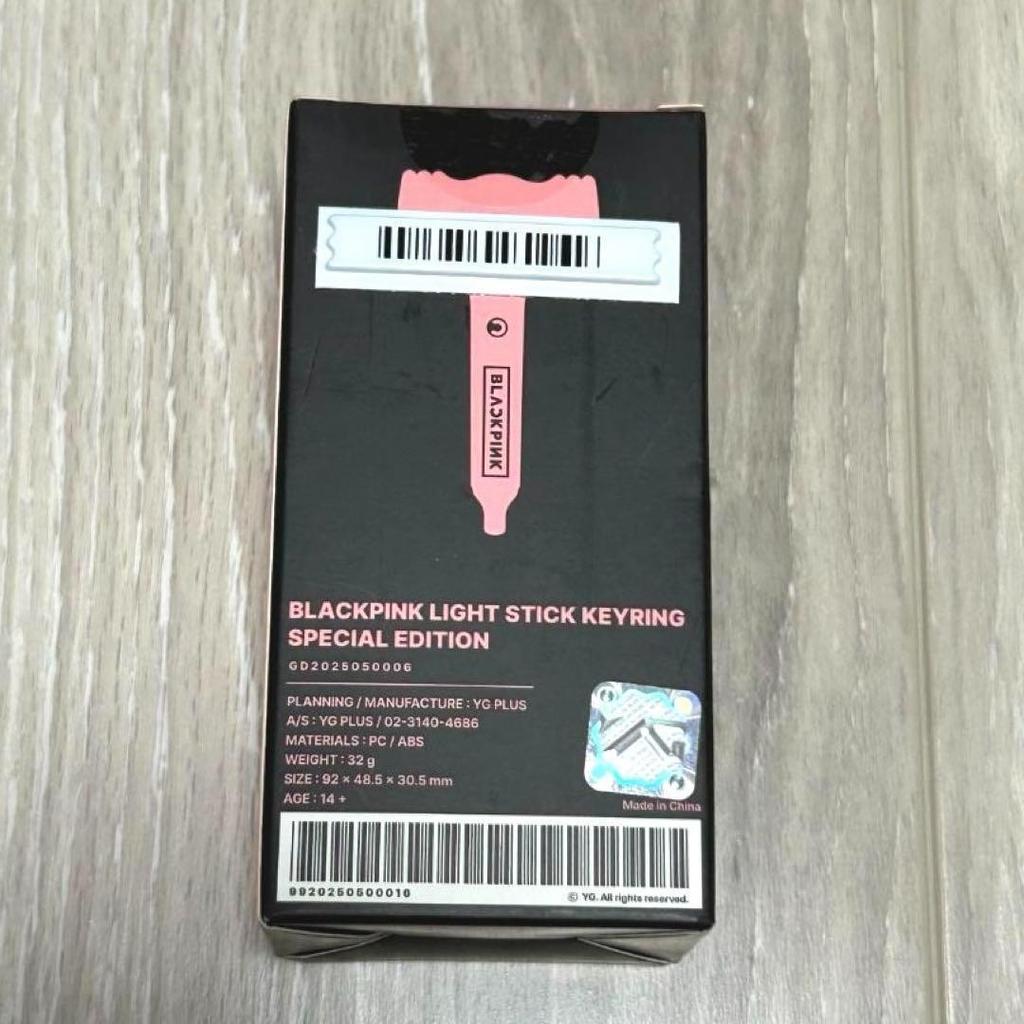 BLACKPINK
BLACKPINK LIGHT STICK KEYRING
SPECIAL EDITION
GD2025050006
PLANNING / MANUFACTURE : YG PLUS
A/S : YG PLUS / 02-3140-4686
MATERIALS : PC / ABS
WEIGHT : 32 g
SIZE : 92 × 48.5 × 30.5 mm
AGE : 14 +
Made in China
9920250500016
© YG. All rights reserved.